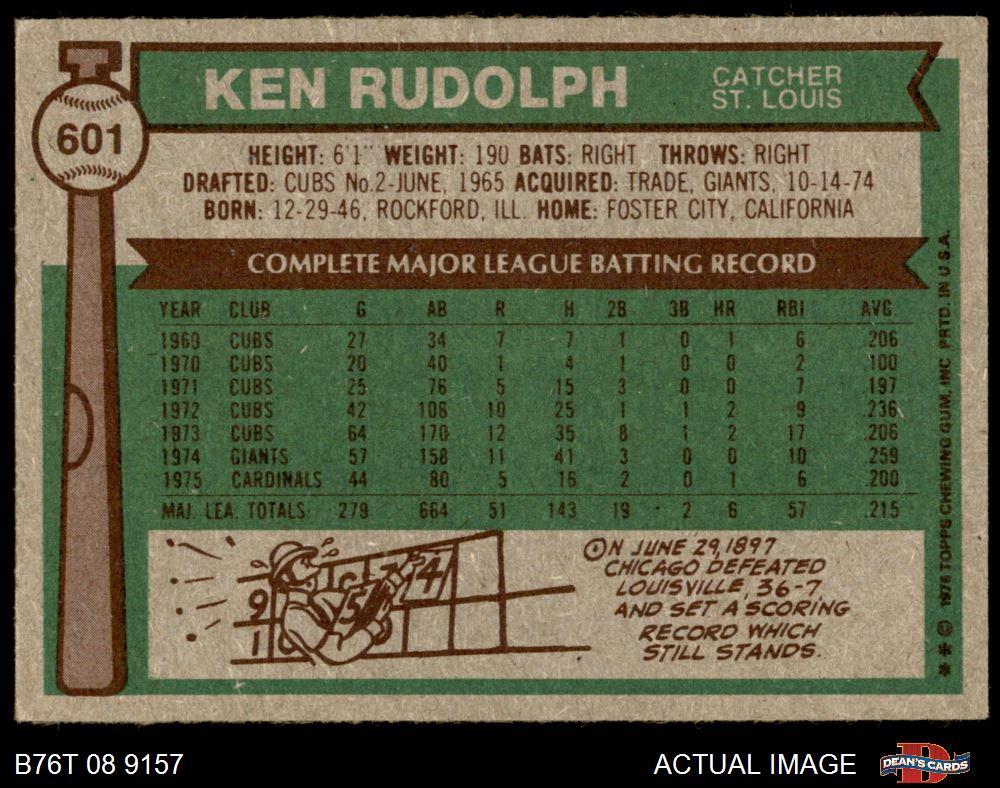 601
KEN RUDOLPH
CATCHER
ST. LOUIS
HEIGHT: 6'1" WEIGHT: 190 BATS: RIGHT THROWS: RIGHT
DRAFTED: CUBS No.2-JUNE, 1965 ACQUIRED: TRADE, GIANTS, 10-14-74
BORN: 12-29-46, ROCKFORD, ILL. HOME: FOSTER CITY, CALIFORNIA
COMPLETE MAJOR LEAGUE BATTING RECORD
YEAR CLUB G AB R H 2B 3B HR RBI AVG.
1969 CUBS 27 34 7 7 1 0 1 6 .206
1970 CUBS 20 40 1 4 1 0 0 2 .100
1971 CUBS 25 76 5 15 3 0 0 7 .197
1972 CUBS 42 106 10 25 1 1 2 9 .236
1973 CUBS 64 170 12 35 8 1 2 17 .206
1974 GIANTS 57 158 11 41 3 0 0 10 .259
1975 CARDINALS 44 80 5 16 2 0 1 6 .200
MAJ. LEA. TOTALS: 279 664 51 143 19 2 6 57 .215
9 1 5 4
ON JUNE 29, 1897
CHICAGO DEFEATED
LOUISVILLE, 36-7,
AND SET A SCORING
RECORD WHICH
STILL STANDS.
* * © 1976 TOPPS CHEWING GUM, INC. PRTD. IN U.S.A.
B76T 08 9157
ACTUAL IMAGE
D
DEAN'S CARDS